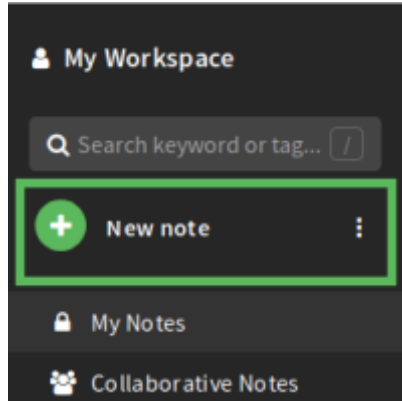 My Workspace
Search keyword or tag... /
New note
My Notes
Collaborative Notes